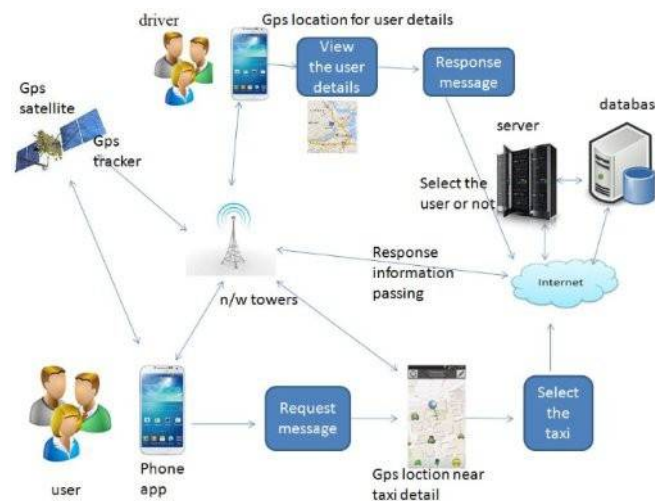 driver
Gps location for user details
View
the user
details
Response
message
Gps
satellite
Gps
tracker
server
databas
Select the
user or not
Response
information
passing
Internet
n/w towers
Request
message
Select
the
taxi
Phone
app
user
Gps loction near
taxi detail